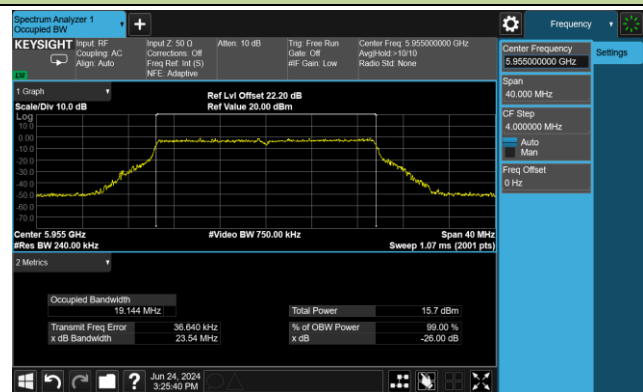 Spectrum Analyzer 1
Occupied BW
Frequency
KEYSIGHT
Input: RF
Coupling: AC
Align: Auto
Input Z: 50 Ω
Corrections: Off
Freq Ref: Int (S)
NFE: Adaptive
Atten: 10 dB
Trig: Free Run
Gate: Off
#IF Gain: Low
Center Freq: 5.955000000 GHz
Avg|Hold:>10/10
Radio Std: None
Center Frequency
5.955000000 GHz
Settings
Span
40.000 MHz
CF Step
4.000000 MHz
Auto
Man
Freq Offset
0 Hz
1 Graph
Scale/Div 10.0 dB
Ref Lvl Offset 22.20 dB
Ref Value 20.00 dBm
Log
10.0
0.00
-10.0
-20.0
-30.0
-40.0
-50.0
-60.0
-70.0
Center 5.955 GHz
#Video BW 750.00 kHz
Span 40 MHz
#Res BW 240.00 kHz
Sweep 1.07 ms (2001 pts)
2 Metrics
Occupied Bandwidth
19.144 MHz
Total Power 15.7 dBm
Transmit Freq Error 36.640 kHz
% of OBW Power 99.00 %
x dB Bandwidth 23.54 MHz
x dB -26.00 dB
Jun 24, 2024
3:25:40 PM